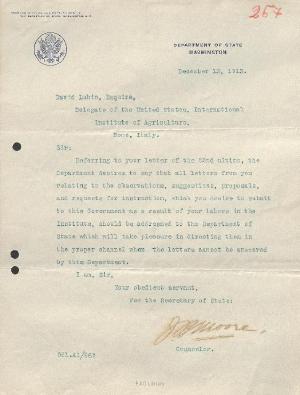 257
DEPARTMENT OF STATE
WASHINGTON
December 13, 1913.
David Lubin, Esquire,
Delegate of the United States, International
Institute of Agriculture,
Rome, Italy.
Sir:
Referring to your letter of the 22nd ultimo, the
Department desires to say that all letters from you
relating to the observations, suggestions, proposals,
and requests for instruction, which you desire to submit
to this Government as a result of your labors in the
Institute, should be addressed to the Department of
State which will take pleasure in directing them in
the proper channel when the letters cannot be answered
by this Department.
I am, Sir,
Your obedient servant,
For the Secretary of State:
J B Moore.
Counselor.